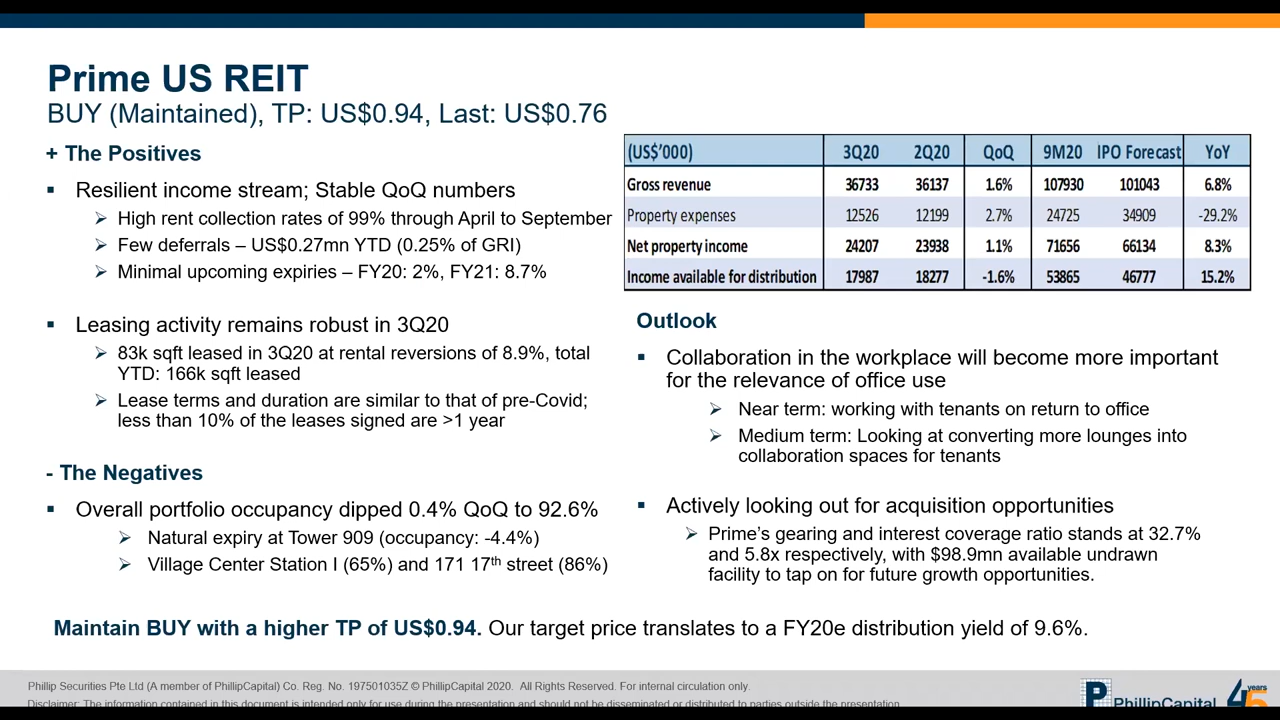 Prime US REIT
BUY (Maintained), TP: US$0.94, Last: US$0.76
+ The Positives
▪ Resilient income stream; Stable QoQ numbers
➢ High rent collection rates of 99% through April to September
➢ Few deferrals – US$0.27mn YTD (0.25% of GRI)
➢ Minimal upcoming expiries – FY20: 2%, FY21: 8.7%
▪ Leasing activity remains robust in 3Q20
➢ 83k sqft leased in 3Q20 at rental reversions of 8.9%, total
YTD: 166k sqft leased
➢ Lease terms and duration are similar to that of pre-Covid;
less than 10% of the leases signed are >1 year
- The Negatives
▪ Overall portfolio occupancy dipped 0.4% QoQ to 92.6%
➢ Natural expiry at Tower 909 (occupancy: -4.4%)
➢ Village Center Station I (65%) and 171 17th street (86%)
(US$'000) 3Q20 2Q20 QoQ 9M20 IPO Forecast YoY
Gross revenue 36733 36137 1.6% 107930 101043 6.8%
Property expenses 12526 12199 2.7% 24725 34909 -29.2%
Net property income 24207 23938 1.1% 71656 66134 8.3%
Income available for distribution 17987 18277 -1.6% 53865 46777 15.2%
Outlook
▪ Collaboration in the workplace will become more important
for the relevance of office use
➢ Near term: working with tenants on return to office
➢ Medium term: Looking at converting more lounges into
collaboration spaces for tenants
▪ Actively looking out for acquisition opportunities
➢ Prime's gearing and interest coverage ratio stands at 32.7%
and 5.8x respectively, with $98.9mn available undrawn
facility to tap on for future growth opportunities.
Maintain BUY with a higher TP of US$0.94. Our target price translates to a FY20e distribution yield of 9.6%.
Phillip Securities Pte Ltd (A member of PhillipCapital) Co. Reg. No. 197501035Z © PhillipCapital 2020. All Rights Reserved. For internal circulation only.
Disclaimer: The information contained in this document is intended only for use during the presentation and should not be disseminated or distributed to parties outside the presentation.
PhillipCapital
45 years